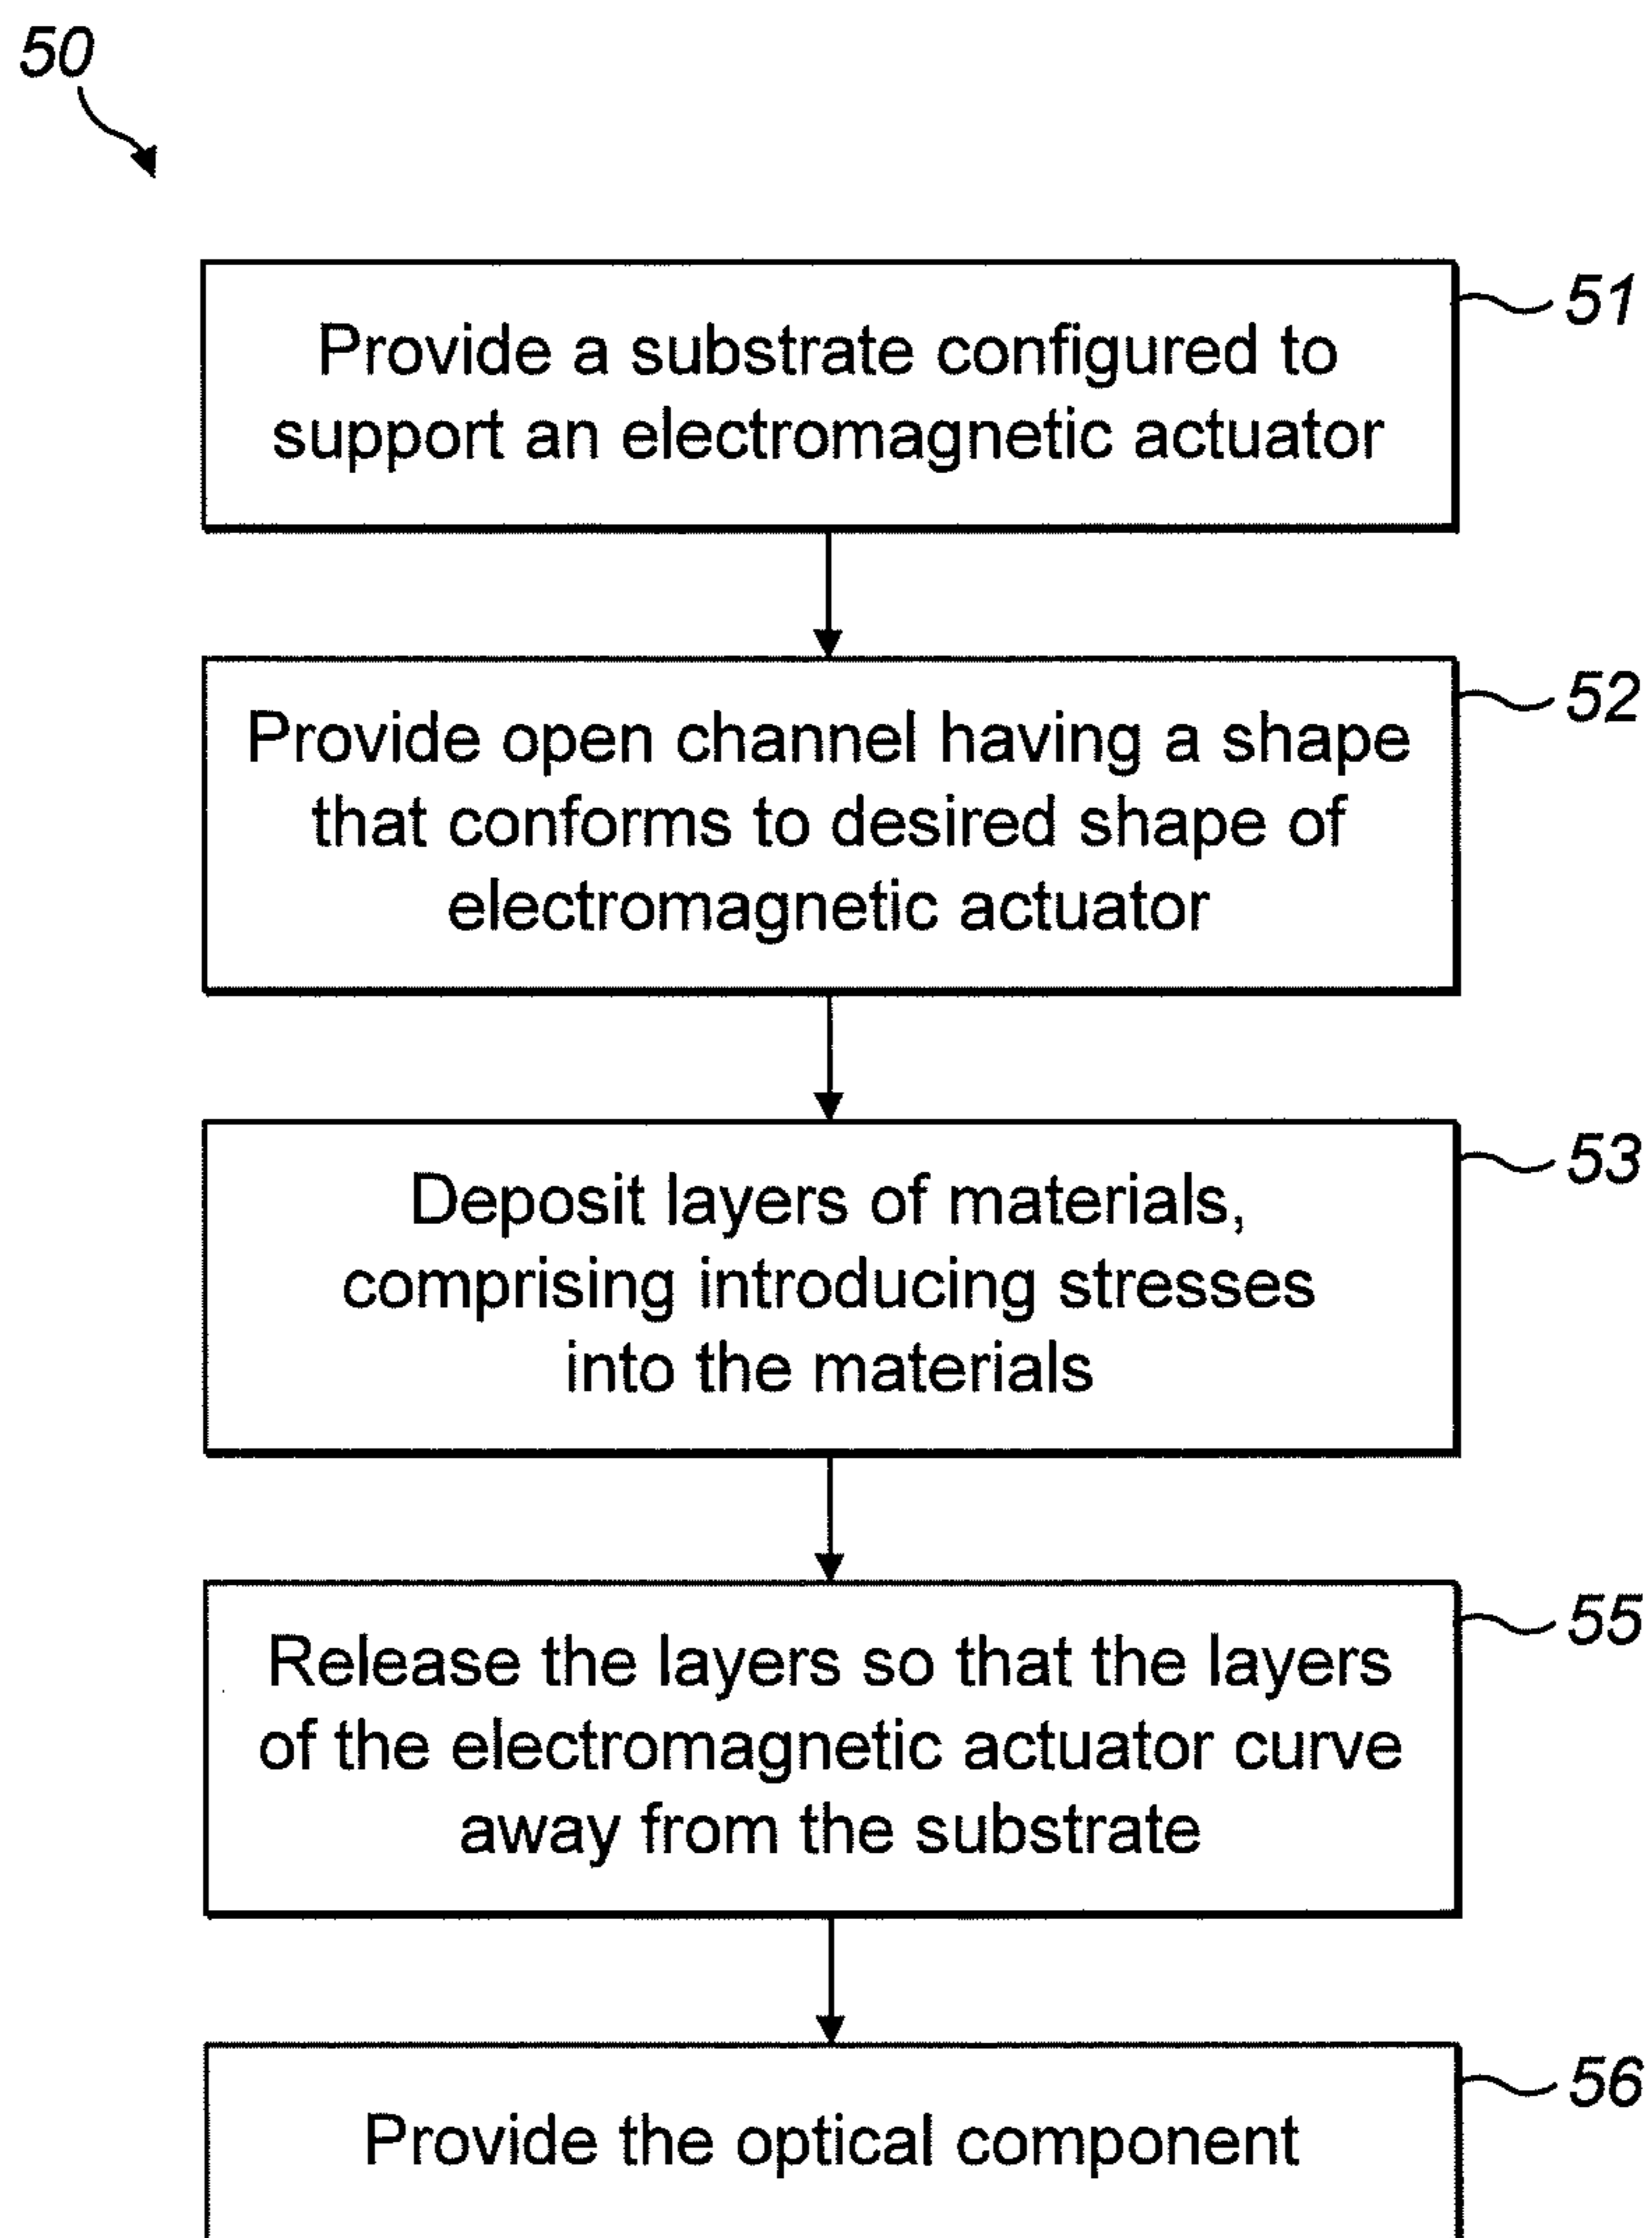 50
51
Provide a substrate configured to
support an electromagnetic actuator
52
Provide open channel having a shape
that conforms to desired shape of
electromagnetic actuator
53
Deposit layers of materials,
comprising introducing stresses
into the materials
55
Release the layers so that the layers
of the electromagnetic actuator curve
away from the substrate
56
Provide the optical component